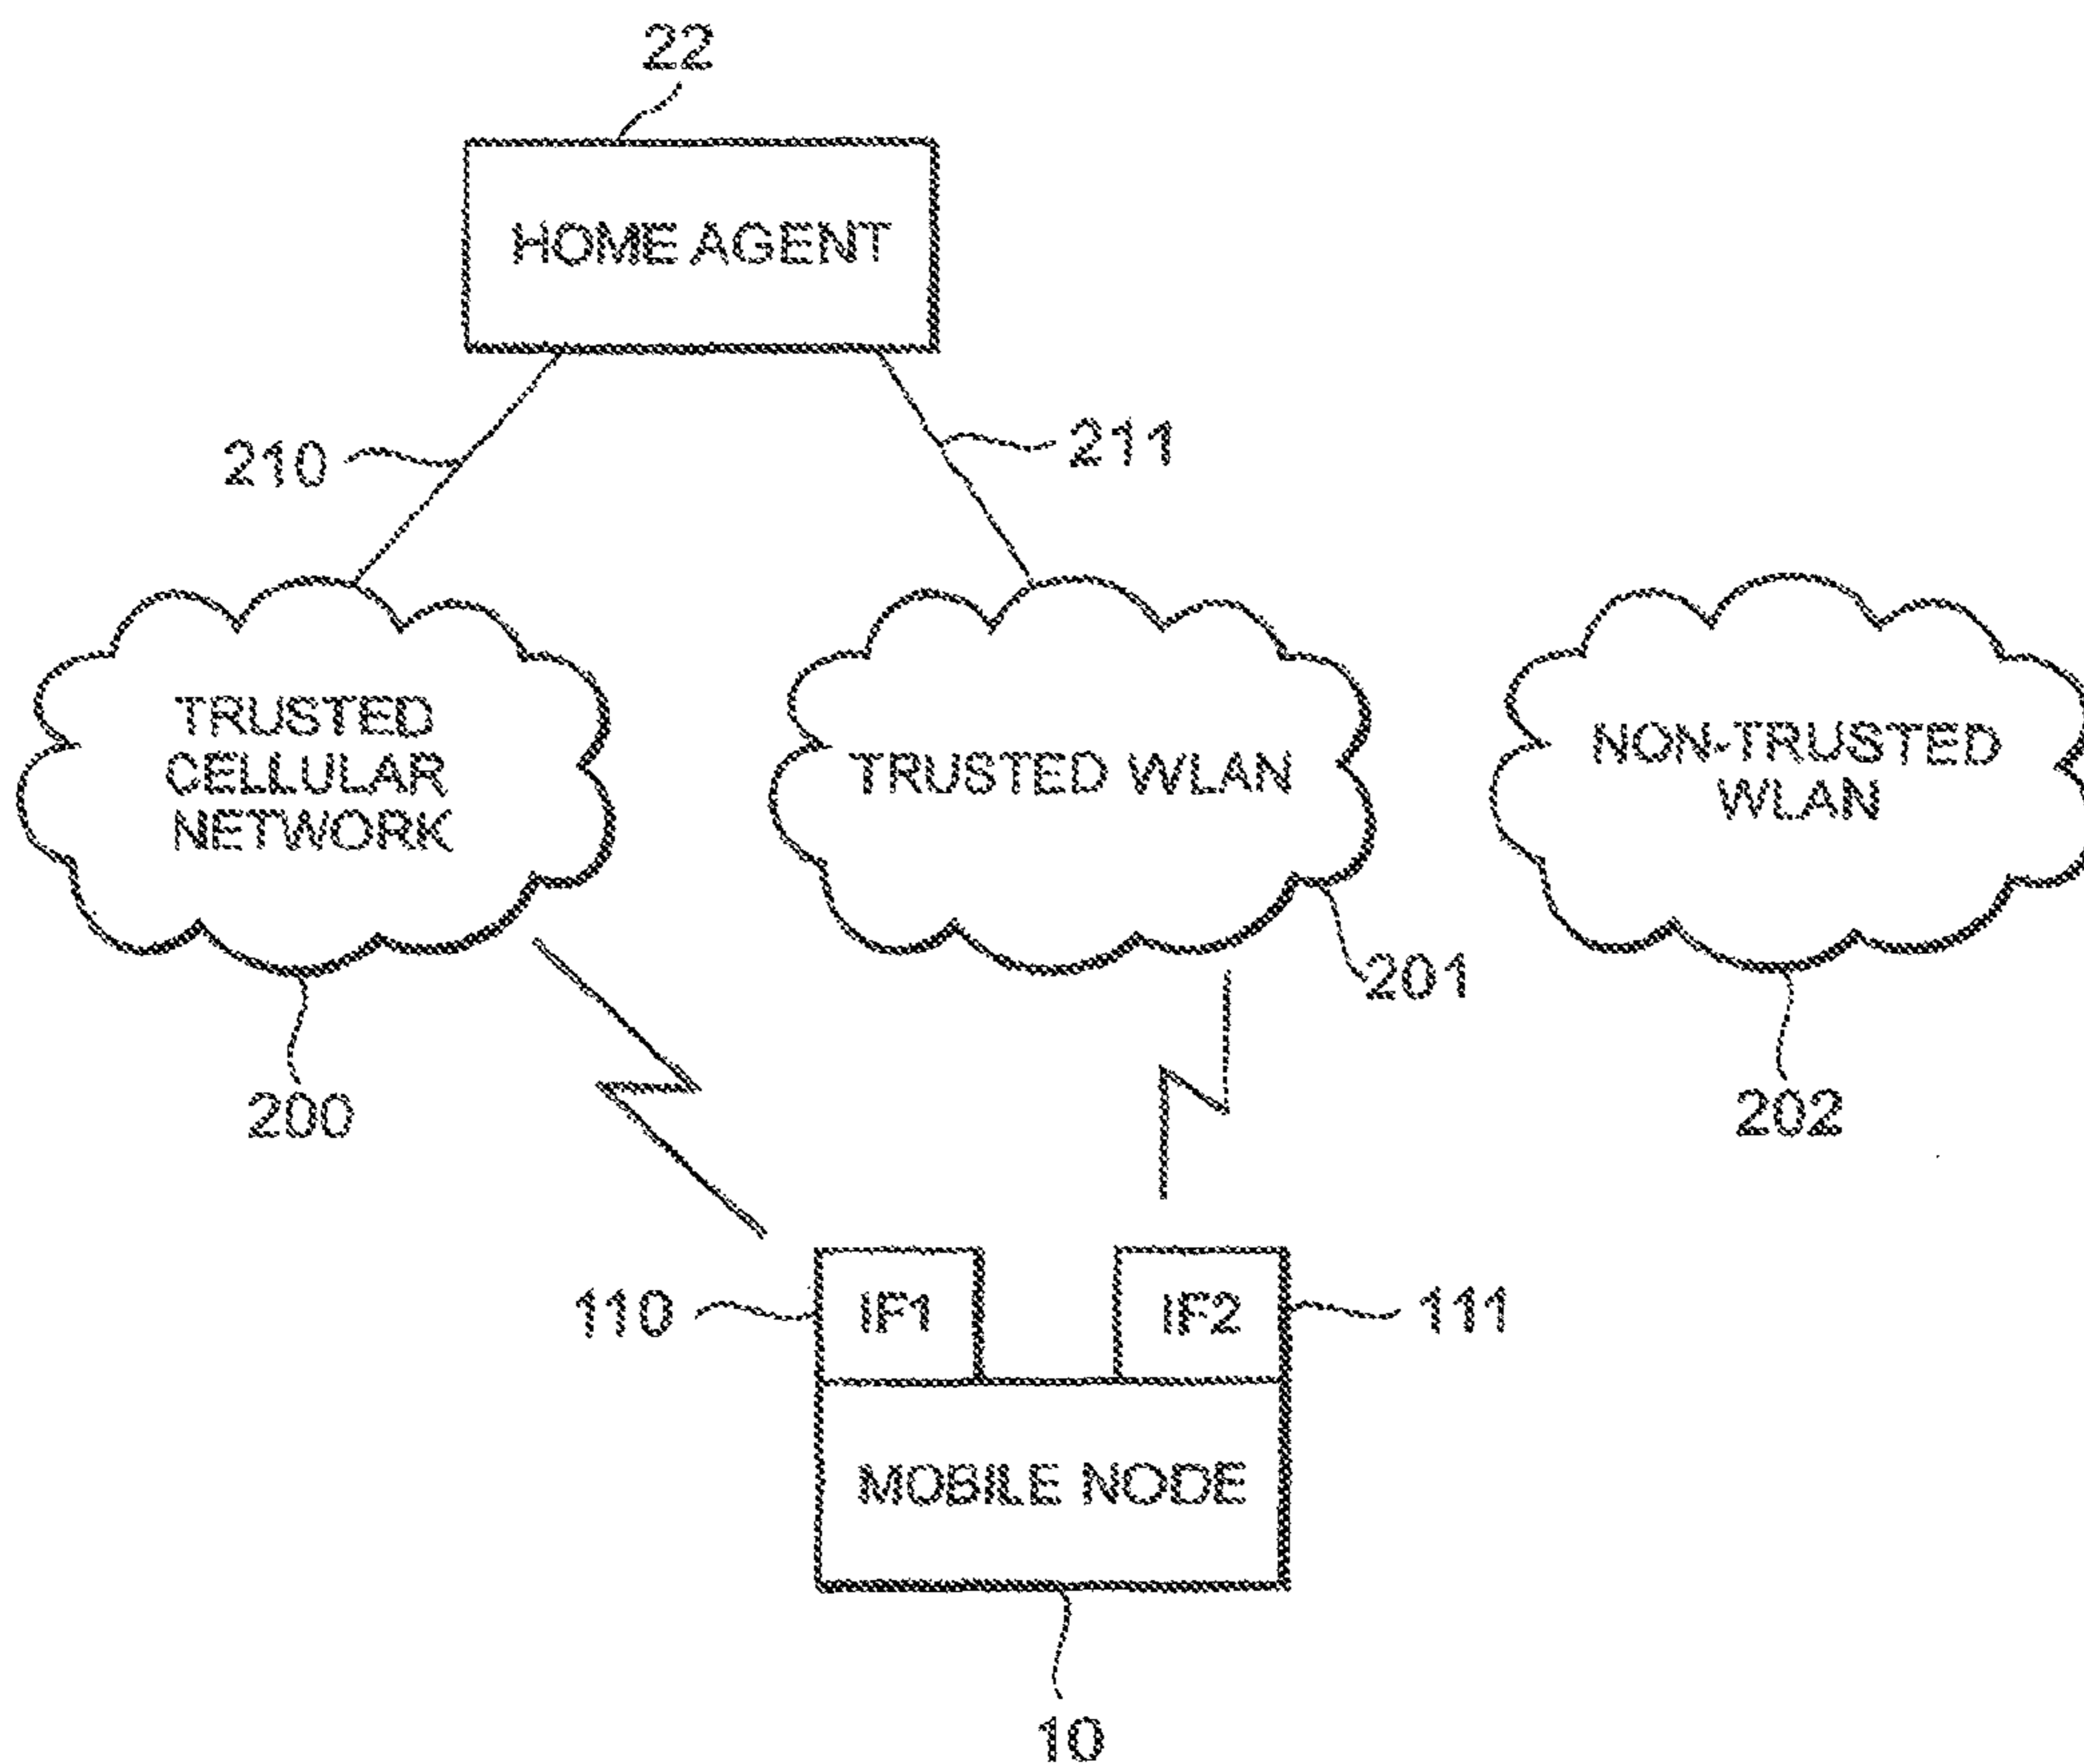 22
HOME AGENT
210
211
TRUSTED
CELLULAR
NETWORK
TRUSTED WLAN
NON-TRUSTED
WLAN
201
200
202
110
IF1
IF2
111
MOBILE NODE
10